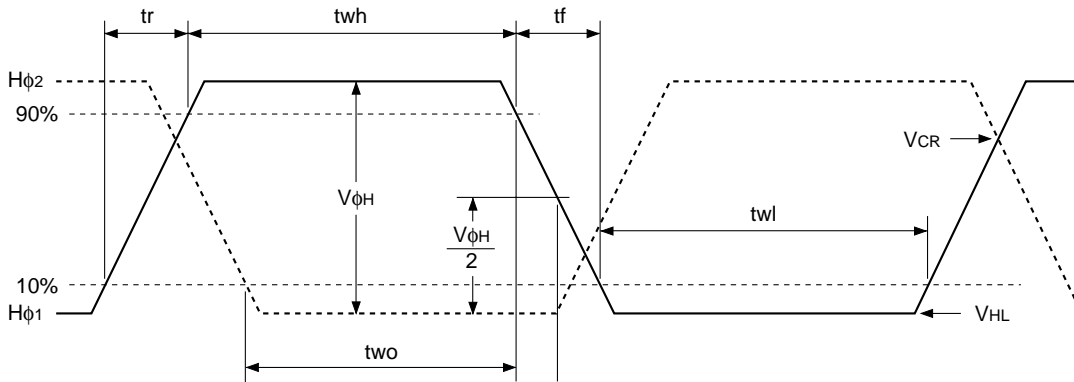 tr
twh
tf
Hϕ2
90%
VCR
VϕH
VϕH
2
twl
10%
Hϕ1
VHL
two